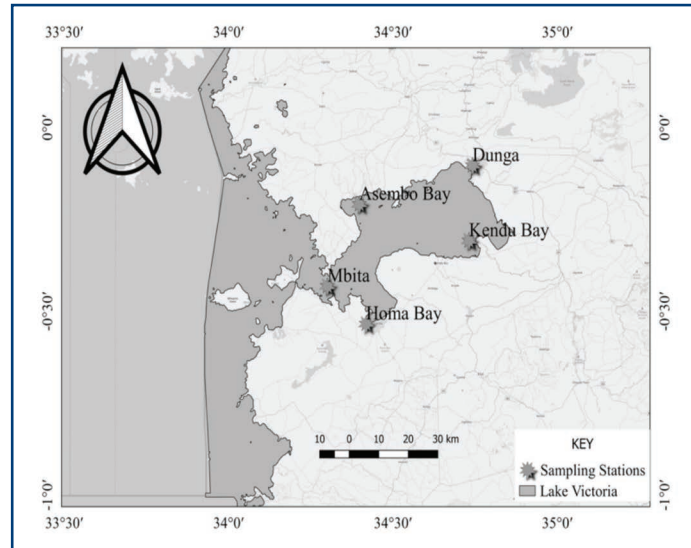 33°30' 34°0' 34°30' 35°0'
0°0' 0°0'
Dunga
Asembo Bay
Kendu Bay
Mbita
-0°30' -0°30'
Homa Bay
10 0 10 20 30 km
KEY
Sampling Stations
Lake Victoria
-1°0' -1°0'
33°30' 34°0' 34°30' 35°0'